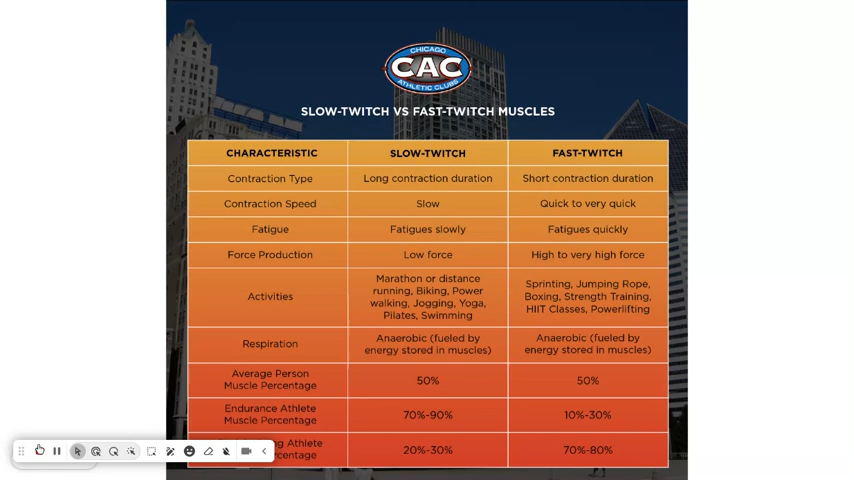 CHICAGO
CAC
ATHLETIC CLUBS
SLOW-TWITCH VS FAST-TWITCH MUSCLES
CHARACTERISTIC SLOW-TWITCH FAST-TWITCH
Contraction Type Long contraction duration Short contraction duration
Contraction Speed Slow Quick to very quick
Fatigue Fatigues slowly Fatigues quickly
Force Production Low force High to very high force
Activities
Marathon or distance
running, Biking, Power
walking, Jogging, Yoga,
Pilates, Swimming
Sprinting, Jumping Rope,
Boxing, Strength Training,
HIIT Classes, Powerlifting
Respiration
Anaerobic (fueled by
energy stored in muscles)
Anaerobic (fueled by
energy stored in muscles)
Average Person
Muscle Percentage
50% 50%
Endurance Athlete
Muscle Percentage
70%-90% 10%-30%
Athlete
20%-30% 70%-80%